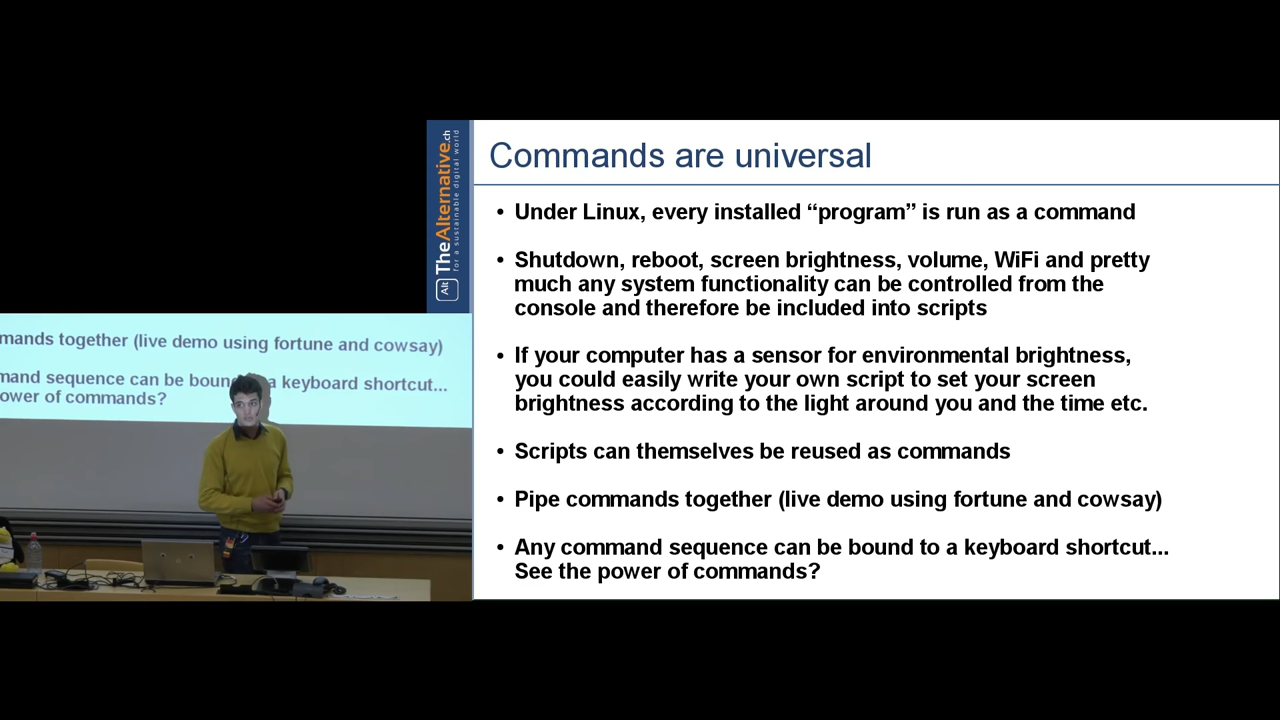 Commands are universal
• Under Linux, every installed “program” is run as a command
• Shutdown, reboot, screen brightness, volume, WiFi and pretty
much any system functionality can be controlled from the
console and therefore be included into scripts
• If your computer has a sensor for environmental brightness,
you could easily write your own script to set your screen
brightness according to the light around you and the time etc.
• Scripts can themselves be reused as commands
• Pipe commands together (live demo using fortune and cowsay)
• Any command sequence can be bound to a keyboard shortcut...
See the power of commands?
Alt TheAlternative.ch
for a sustainable digital world
mands together (live demo using fortune and cowsay)
mand sequence can be boun a keyboard shortcut...
ower of commands?